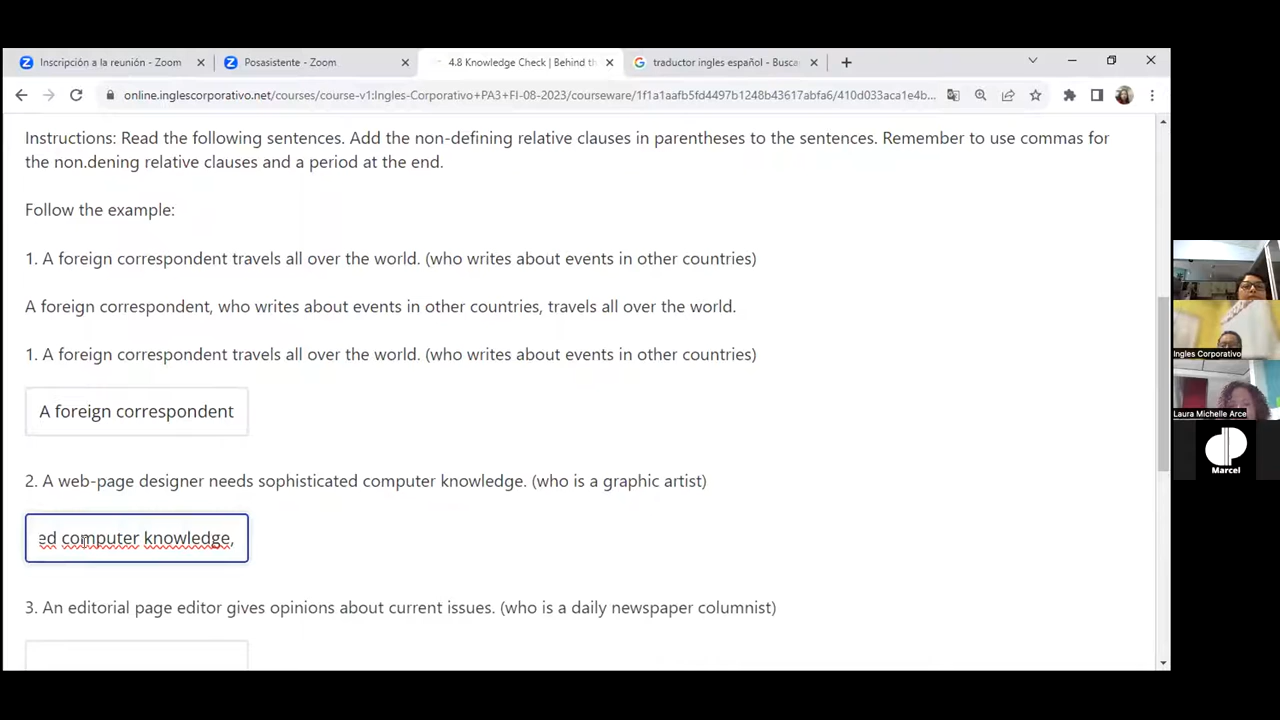 Inscripción a la reunión - Zoom
Posasistente - Zoom
4.8 Knowledge Check | Behind th
traductor ingles español - Busca
online.inglescorporativo.net/courses/course-v1:Ingles-Corporativo+PA3+FI-08-2023/courseware/1f1a1aafb5fd4497b1248b43617abfa6/410d033aca1e4b...
Instructions: Read the following sentences. Add the non-defining relative clauses in parentheses to the sentences. Remember to use commas for
the non.dening relative clauses and a period at the end.
Follow the example:
1. A foreign correspondent travels all over the world. (who writes about events in other countries)
A foreign correspondent, who writes about events in other countries, travels all over the world.
1. A foreign correspondent travels all over the world. (who writes about events in other countries)
A foreign correspondent
2. A web-page designer needs sophisticated computer knowledge. (who is a graphic artist)
ed computer knowledge,
3. An editorial page editor gives opinions about current issues. (who is a daily newspaper columnist)
Ingles Corporativo
Laura Michelle Arce
Marcel